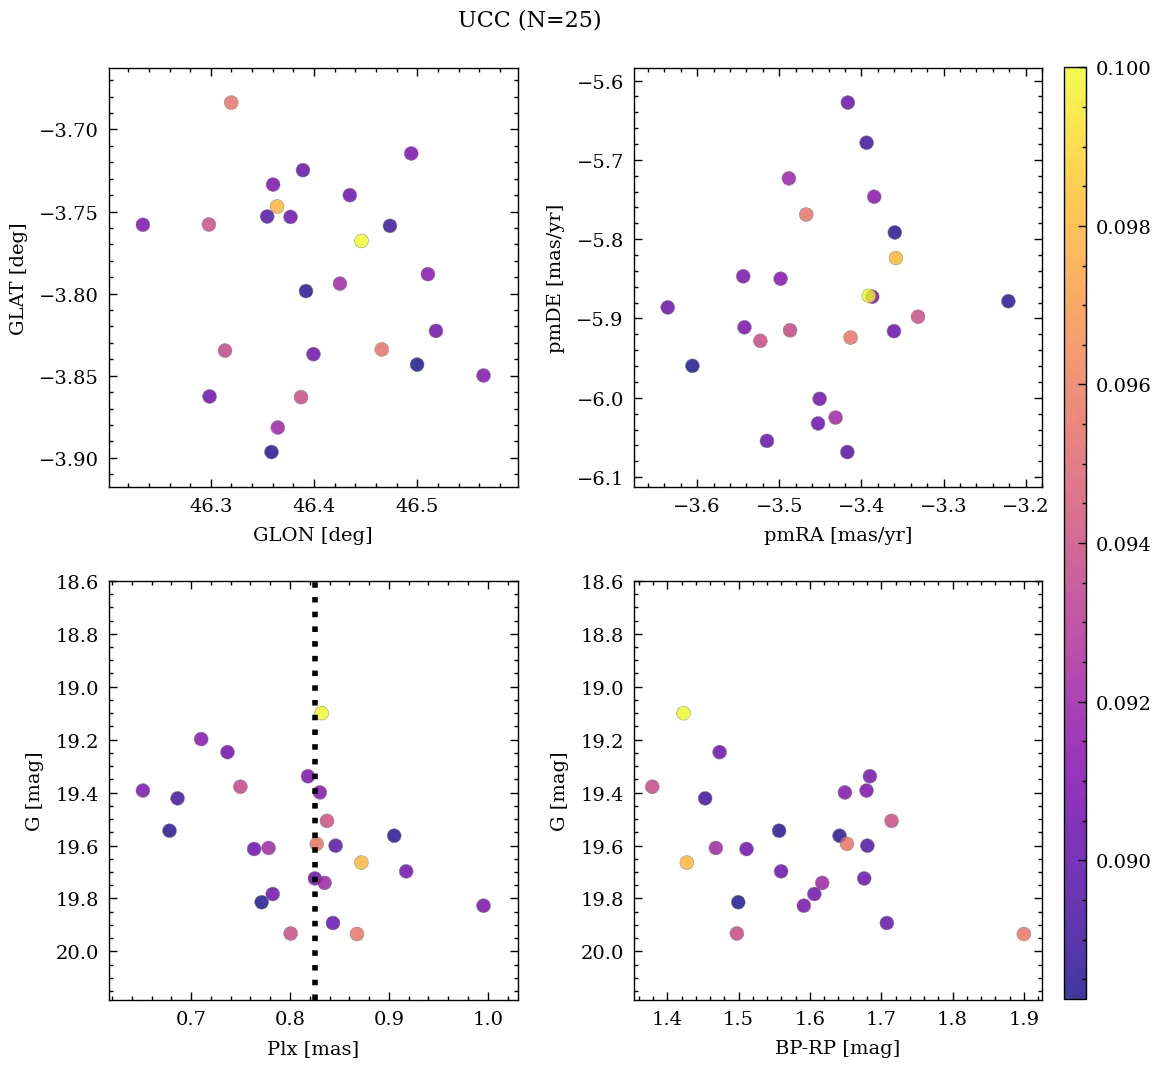 UCC (N=25)
−3.70
−3.75
−3.80
−3.85
−3.90
GLAT [deg]
46.3 46.4 46.5
GLON [deg]
−5.6
−5.7
−5.8
−5.9
−6.0
−6.1
pmDE [mas/yr]
−3.6 −3.5 −3.4 −3.3 −3.2
pmRA [mas/yr]
18.6
18.8
19.0
19.2
19.4
19.6
19.8
20.0
G [mag]
0.7 0.8 0.9 1.0
Plx [mas]
18.6
18.8
19.0
19.2
19.4
19.6
19.8
20.0
G [mag]
1.4 1.5 1.6 1.7 1.8 1.9
BP-RP [mag]
0.100
0.098
0.096
0.094
0.092
0.090